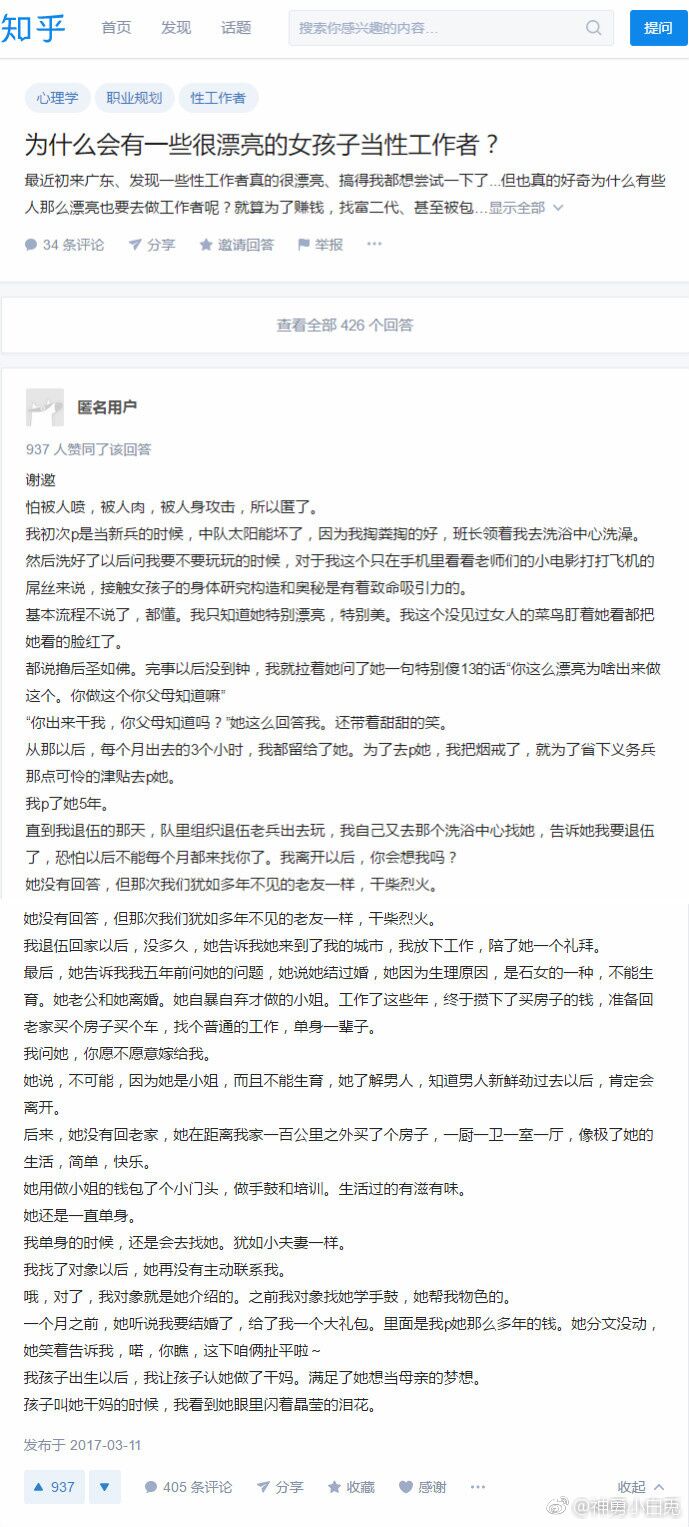 知乎 首页 发现 话题 搜索你感兴趣的内容... 提问
心理学 职业规划 性工作者
为什么会有一些很漂亮的女孩子当性工作者？
最近初来广东、发现一些性工作者真的很漂亮、搞得我都想尝试一下了...但也真的好奇为什么有些
人那么漂亮也要去做工作者呢？就算为了赚钱，找富二代、甚至被包...显示全部
34 条评论 分享 邀请回答 举报 ...
查看全部 426 个回答
匿名用户
937 人赞同了该回答
谢邀
怕被人喷，被人肉，被人身攻击，所以匿了。
我初次p是当新兵的时候，中队太阳能坏了，因为我掏粪掏的好，班长领着我去洗浴中心洗澡。
然后洗好了以后问我要不要玩玩的时候，对于我这个只在手机里看看老师们的小电影打打飞机的
屌丝来说，接触女孩子的身体研究构造和奥秘是有着致命吸引力的。
基本流程不说了，都懂。我只知道她特别漂亮，特别美。我这个没见过女人的菜鸟盯着她看都把
她看的脸红了。
都说撸后圣如佛。完事以后没到钟，我就拉着她问了她一句特别傻13的话“你这么漂亮为啥出来做
这个。你做这个你父母知道嘛”
“你出来干我，你父母知道吗？”她这么回答我。还带着甜甜的笑。
从那以后，每个月出去的3个小时，我都留给了她。为了去p她，我把烟戒了，就为了省下义务兵
那点可怜的津贴去p她。
我p了她5年。
直到我退伍的那天，队里组织退伍老兵出去玩，我自己又去那个洗浴中心找她，告诉她我要退伍
了，恐怕以后不能每个月都来找你了。我离开以后，你会想我吗？
她没有回答，但那次我们犹如多年不见的老友一样，干柴烈火。
她没有回答，但那次我们犹如多年不见的老友一样，干柴烈火。
我退伍回家以后，没多久，她告诉我她来到了我的城市，我放下工作，陪了她一个礼拜。
最后，她告诉我我五年前问她的问题，她说她结过婚，她因为生理原因，是石女的一种，不能生
育。她老公和她离婚。她自暴自弃才做的小姐。工作了这些年，终于攒下了买房子的钱，准备回
老家买个房子买个车，找个普通的工作，单身一辈子。
我问她，你愿不愿意嫁给我。
她说，不可能，因为她是小姐，而且不能生育，她了解男人，知道男人新鲜劲过去以后，肯定会
离开。
后来，她没有回老家，她在距离我家一百公里之外买了个房子，一厨一卫一室一厅，像极了她的
生活，简单，快乐。
她用做小姐的钱包了个小门头，做手鼓和培训。生活过的有滋有味。
她还是一直单身。
我单身的时候，还是会去找她。犹如小夫妻一样。
我找了对象以后，她再没有主动联系我。
哦，对了，我对象就是她介绍的。之前我对象找她学手鼓，她帮我物色的。
一个月之前，她听说我要结婚了，给了我一个大礼包。里面是我p她那么多年的钱。她分文没动，
她笑着告诉我，喏，你瞧，这下咱俩扯平啦～
我孩子出生以后，我让孩子认她做了干妈。满足了她想当母亲的梦想。
孩子叫她干妈的时候，我看到她眼里闪着晶莹的泪花。
发布于 2017-03-11
937 405 条评论 分享 收藏 感谢 ... 收起
@神勇小白兎